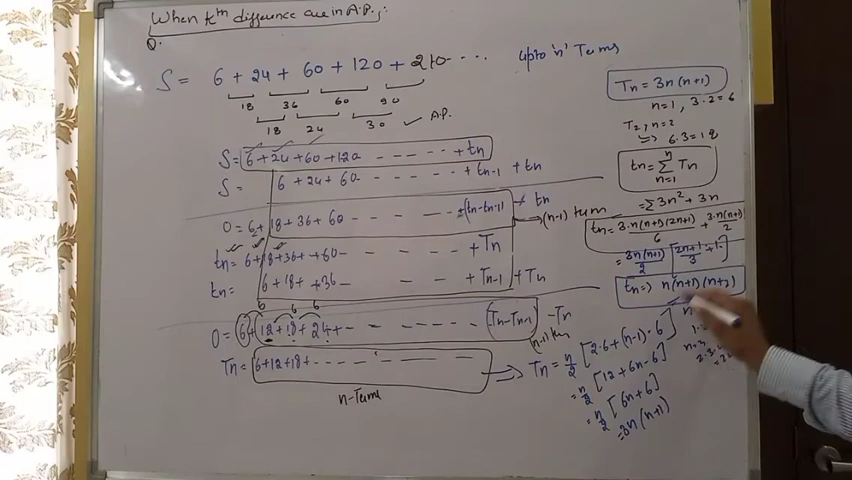 When kth difference are in A.P.;
Q.
S = 6 + 24 + 60 + 120 + 210 ---- upto 'n' Terms
18 36 60 90
18 24 30 ✓ A.P.
S = 6 + 24 + 60 + 120 - - - - - + tn
S = 6 + 24 + 60 - - - - - + tn-1 + tn
0 = 6 + 18 + 36 + 60 - - - - - + (tn - tn-1) - tn
→ (n-1) term
tn = 6 + 18 + 36 + + 60 - - - - - + Tn
tn = 6 + 18 + + 36 - - - - + Tn-1 + Tn
6 6 6
0 = 6 + 12 + 18 + 24 + - - - - - (Tn - Tn-1) - Tn
(n-1) term
Tn = 6 + 12 + 18 + - - - - - - -
n-Terms
⇒ Tn = n/2 [2·6 + (n-1)·6]
= n/2 [12 + 6n - 6]
= n/2 [6n + 6]
= 3n (n+1)
Tn = 3n (n+1)
n=1, 3·2=6
T2, n=2
⇒ 6·3=18
tn = Σ Tn
n
n=1
= Σ 3n² + 3n
tn = 3·n(n+1)(2n+1)/6 + 3·n(n+1)/2
= 3n(n+1)/2 [2n+1/3 + 1]
tn ⇒ n(n+1)(n+2)